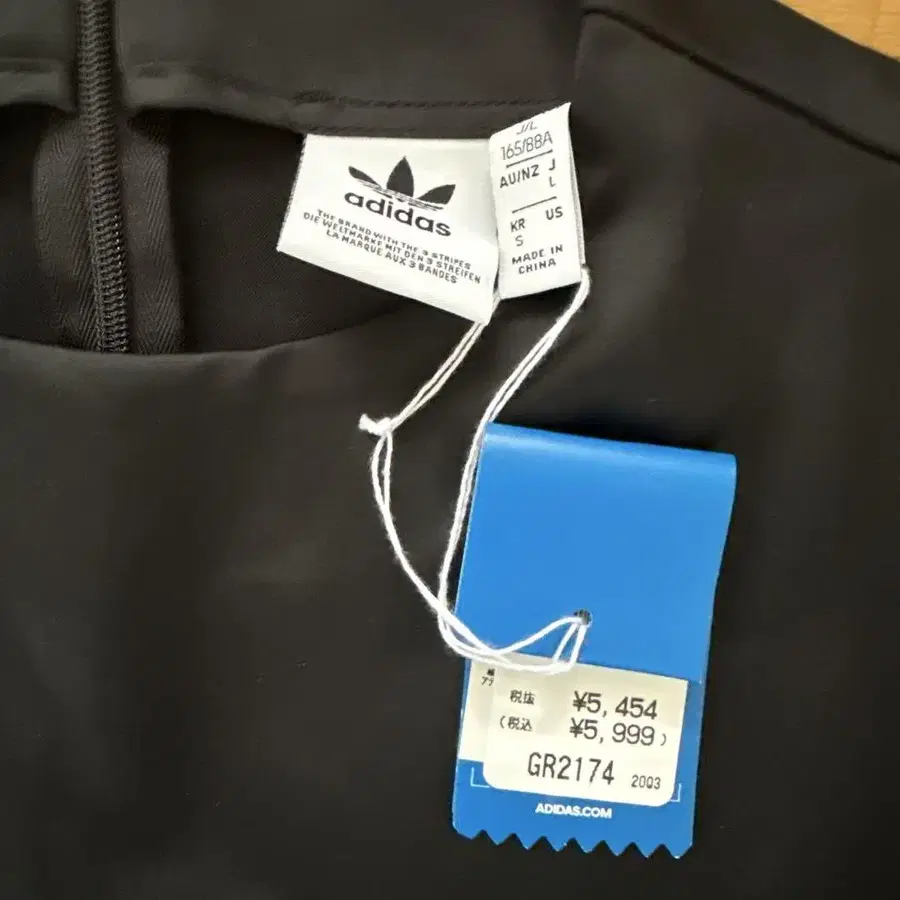 adidas
THE BRAND WITH THE 3 STRIPES
DIE WELTMARKE MIT DEN 3 STREIFEN
LA MARQUE AUX 3 BANDES
J/L
165/88A
AU/NZ J
L
KR US
S
MADE IN
CHINA
税抜 ¥5,454
(税込 ¥5,999)
GR2174 2003
ADIDAS.COM